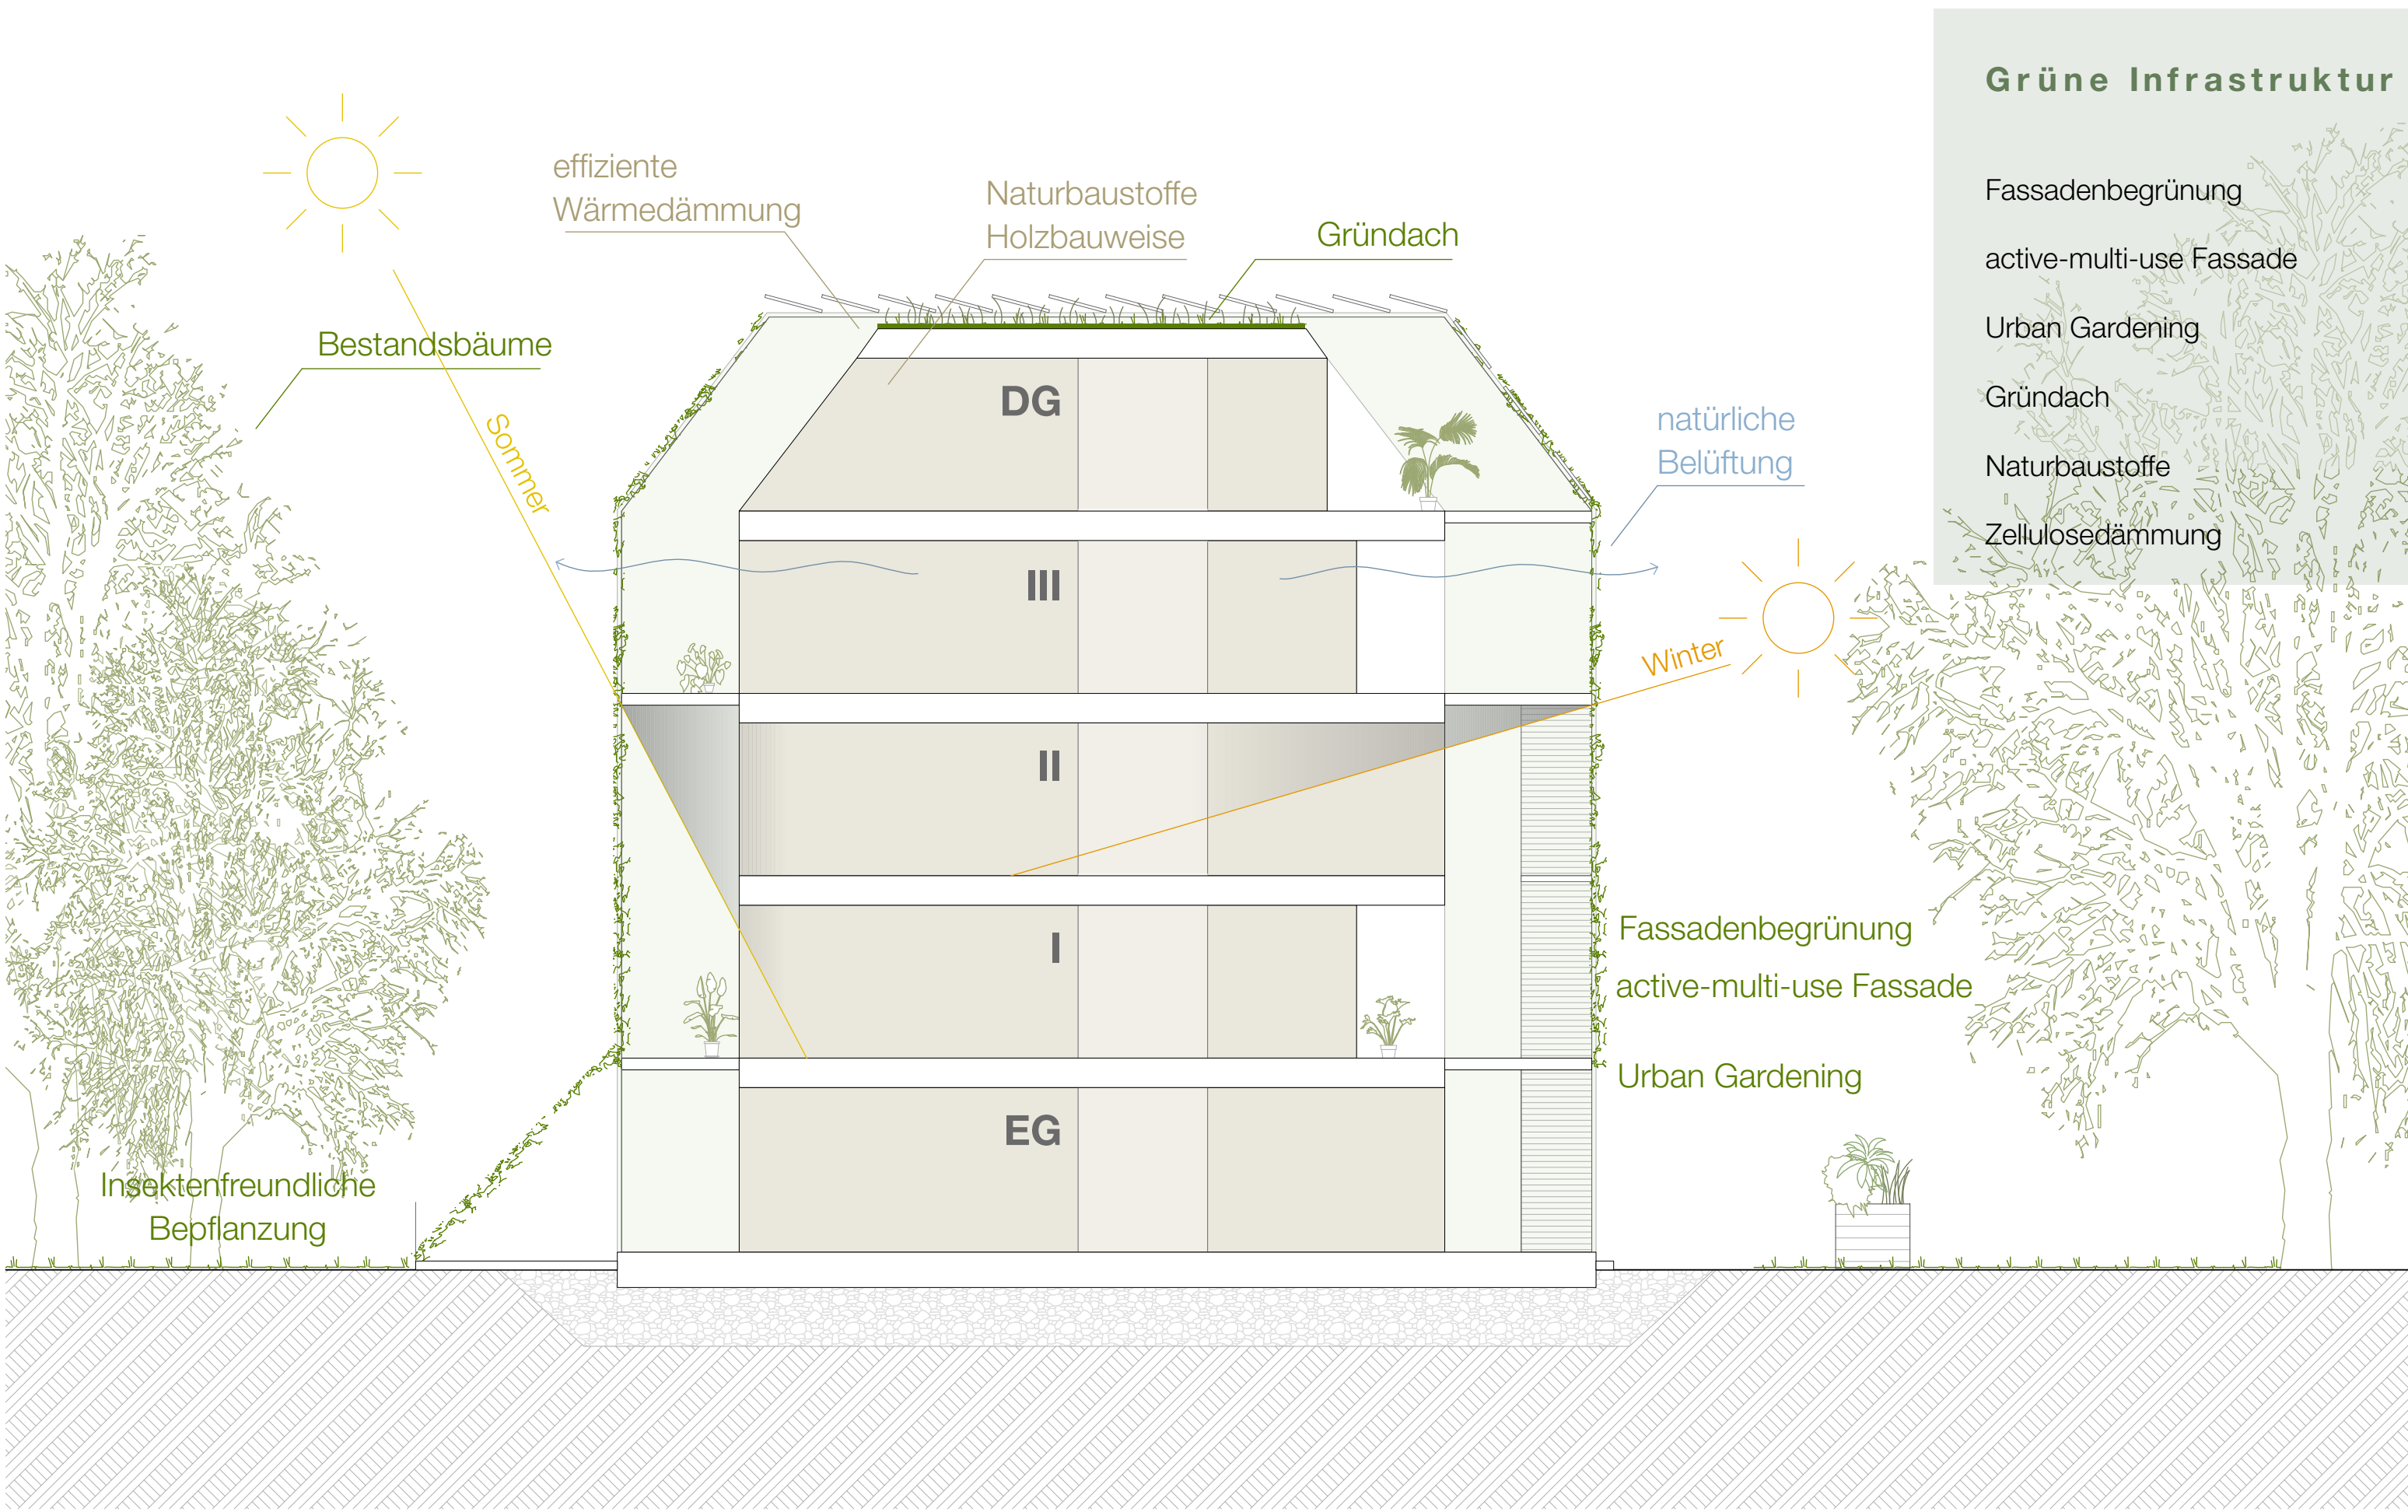 Grüne Infrastruktur
Fassadenbegrünung
active-multi-use Fassade
Urban Gardening
Gründach
Naturbaustoffe
Zellulosedämmung
effiziente
Wärmedämmung
Naturbaustoffe
Holzbauweise
Gründach
Bestandsbäume
Sommer
DG
natürliche
Belüftung
III
Winter
II
I
Fassadenbegrünung
active-multi-use Fassade
Urban Gardening
EG
Insektenfreundliche
Bepflanzung